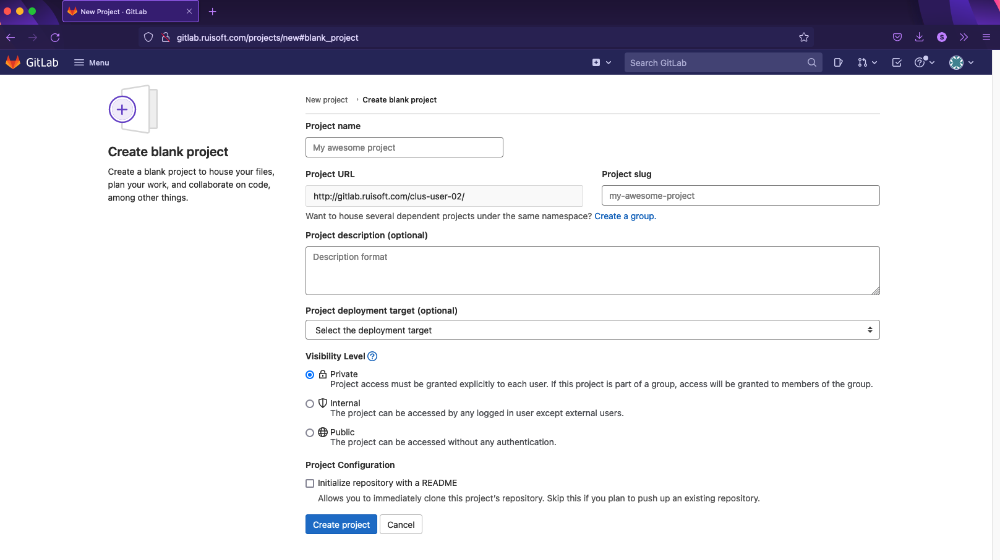 New Project · GitLab
gitlab.ruisoft.com/projects/new#blank_project
S
GitLab
Menu
Search GitLab
Create blank project
Create a blank project to house your files,
plan your work, and collaborate on code,
among other things.
New project › Create blank project
Project name
My awesome project
Project URL
Project slug
http://gitlab.ruisoft.com/clus-user-02/
my-awesome-project
Want to house several dependent projects under the same namespace? Create a group.
Project description (optional)
Description format
Project deployment target (optional)
Select the deployment target
Visibility Level
Private
Project access must be granted explicitly to each user. If this project is part of a group, access will be granted to members of the group.
Internal
The project can be accessed by any logged in user except external users.
Public
The project can be accessed without any authentication.
Project Configuration
Initialize repository with a README
Allows you to immediately clone this project's repository. Skip this if you plan to push up an existing repository.
Create project
Cancel